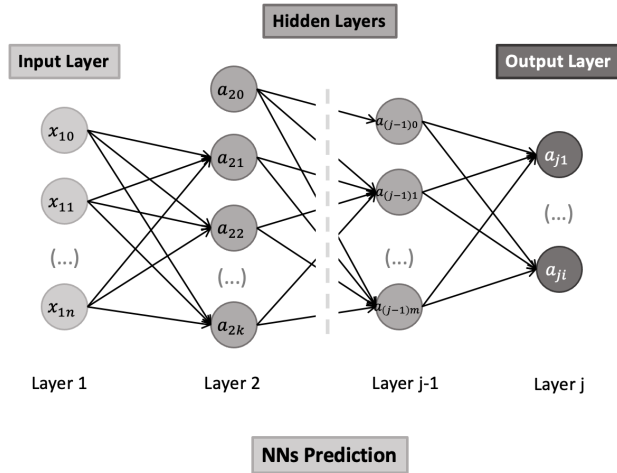 Hidden Layers
Input Layer
Output Layer
a₂₀
x₁₀
a₍ⱼ₋₁₎₀
a₂₁
aⱼ₁
x₁₁
a₍ⱼ₋₁₎₁
a₂₂
(...)
(...)
(...)
(...)
aⱼᵢ
x₁ₙ
a₍ⱼ₋₁₎ₘ
a₂ₖ
Layer 1
Layer 2
Layer j-1
Layer j
NNs Prediction